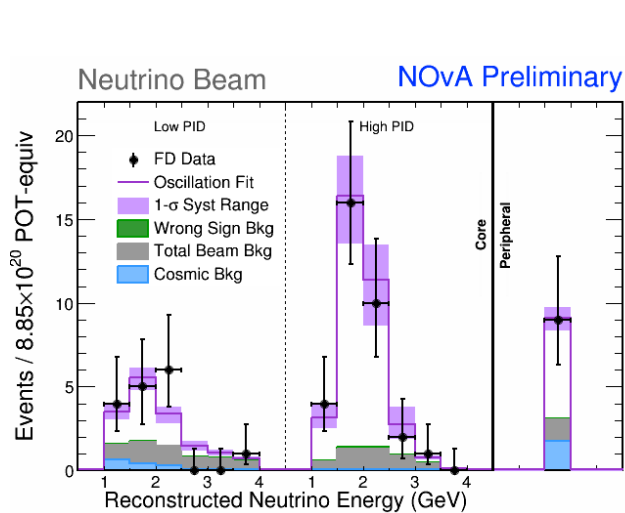 Neutrino Beam
NOvA Preliminary
Events / 8.85×10²⁰ POT-equiv
20
15
10
5
0
Low PID
High PID
FD Data
Oscillation Fit
1-σ Syst Range
Wrong Sign Bkg
Total Beam Bkg
Cosmic Bkg
Core
Peripheral
1 2 3 4 1 2 3 4
Reconstructed Neutrino Energy (GeV)